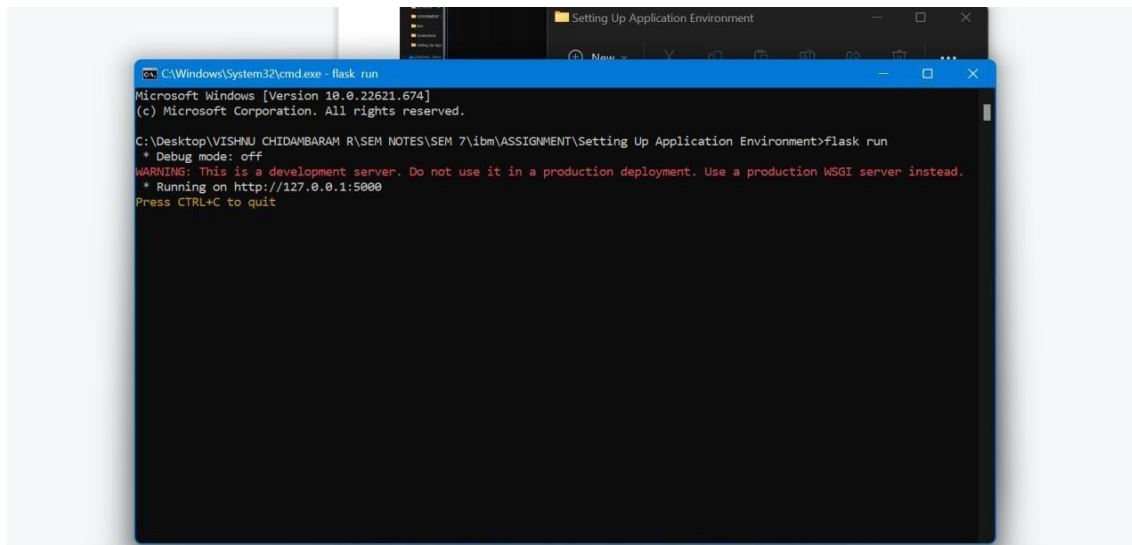 Setting Up Application Environment
New
C:\Windows\System32\cmd.exe - flask run
Microsoft Windows [Version 10.0.22621.674]
(c) Microsoft Corporation. All rights reserved.
C:\Desktop\VISHNU CHIDAMBARAM R\SEM NOTES\SEM 7\ibm\ASSIGNMENT\Setting Up Application Environment>flask run
* Debug mode: off
WARNING: This is a development server. Do not use it in a production deployment. Use a production WSGI server instead.
* Running on http://127.0.0.1:5000
Press CTRL+C to quit